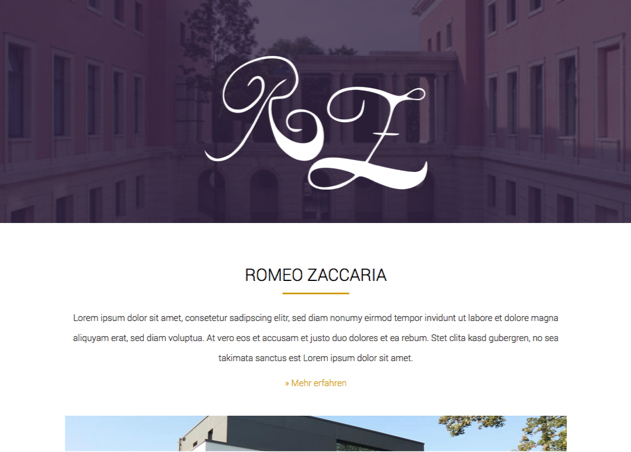 RZ
ROMEO ZACCARIA
Lorem ipsum dolor sit amet, consetetur sadipscing elitr, sed diam nonumy eirmod tempor invidunt ut labore et dolore magna
aliquyam erat, sed diam voluptua. At vero eos et accusam et justo duo dolores et ea rebum. Stet clita kasd gubergren, no sea
takimata sanctus est Lorem ipsum dolor sit amet.
» Mehr erfahren